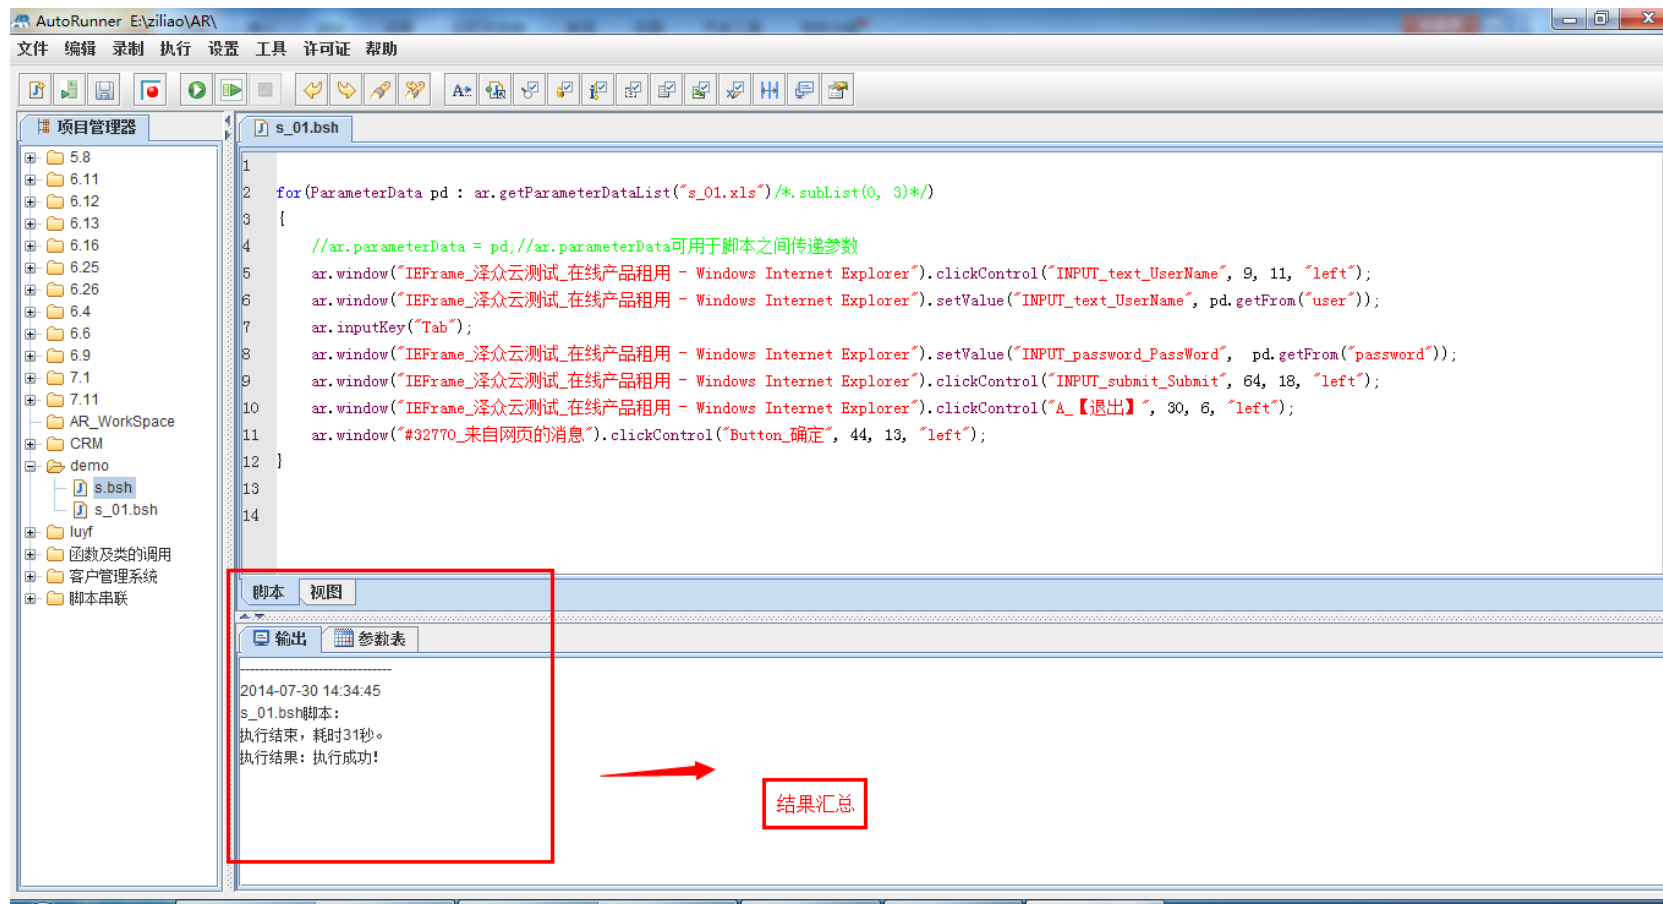 AutoRunner E:\ziliao\AR\
文件 编辑 录制 执行 设置 工具 许可证 帮助
项目管理器
5.8
6.11
6.12
6.13
6.16
6.25
6.26
6.4
6.6
6.9
7.1
7.11
AR_WorkSpace
CRM
demo
s.bsh
s_01.bsh
luyf
函数及类的调用
客户管理系统
脚本串联
s_01.bsh
1
2 for(ParameterData pd : ar.getParameterDataList("s_01.xls")/*.subList(0, 3)*/)
3 {
4 //ar.parameterData = pd;//ar.parameterData可用于脚本之间传递参数
5 ar.window("IEFrame_泽众云测试_在线产品租用 - Windows Internet Explorer").clickControl("INPUT_text_UserName", 9, 11, "left");
6 ar.window("IEFrame_泽众云测试_在线产品租用 - Windows Internet Explorer").setValue("INPUT_text_UserName", pd.getFrom("user"));
7 ar.inputKey("Tab");
8 ar.window("IEFrame_泽众云测试_在线产品租用 - Windows Internet Explorer").setValue("INPUT_password_PassWord", pd.getFrom("password"));
9 ar.window("IEFrame_泽众云测试_在线产品租用 - Windows Internet Explorer").clickControl("INPUT_submit_Submit", 64, 18, "left");
10 ar.window("IEFrame_泽众云测试_在线产品租用 - Windows Internet Explorer").clickControl("A_【退出】", 30, 6, "left");
11 ar.window("#32770_来自网页的消息").clickControl("Button_确定", 44, 13, "left");
12 }
13
14
脚本 视图
输出 参数表
------------------------------
2014-07-30 14:34:45
s_01.bsh脚本：
执行结束，耗时31秒。
执行结果：执行成功!
结果汇总